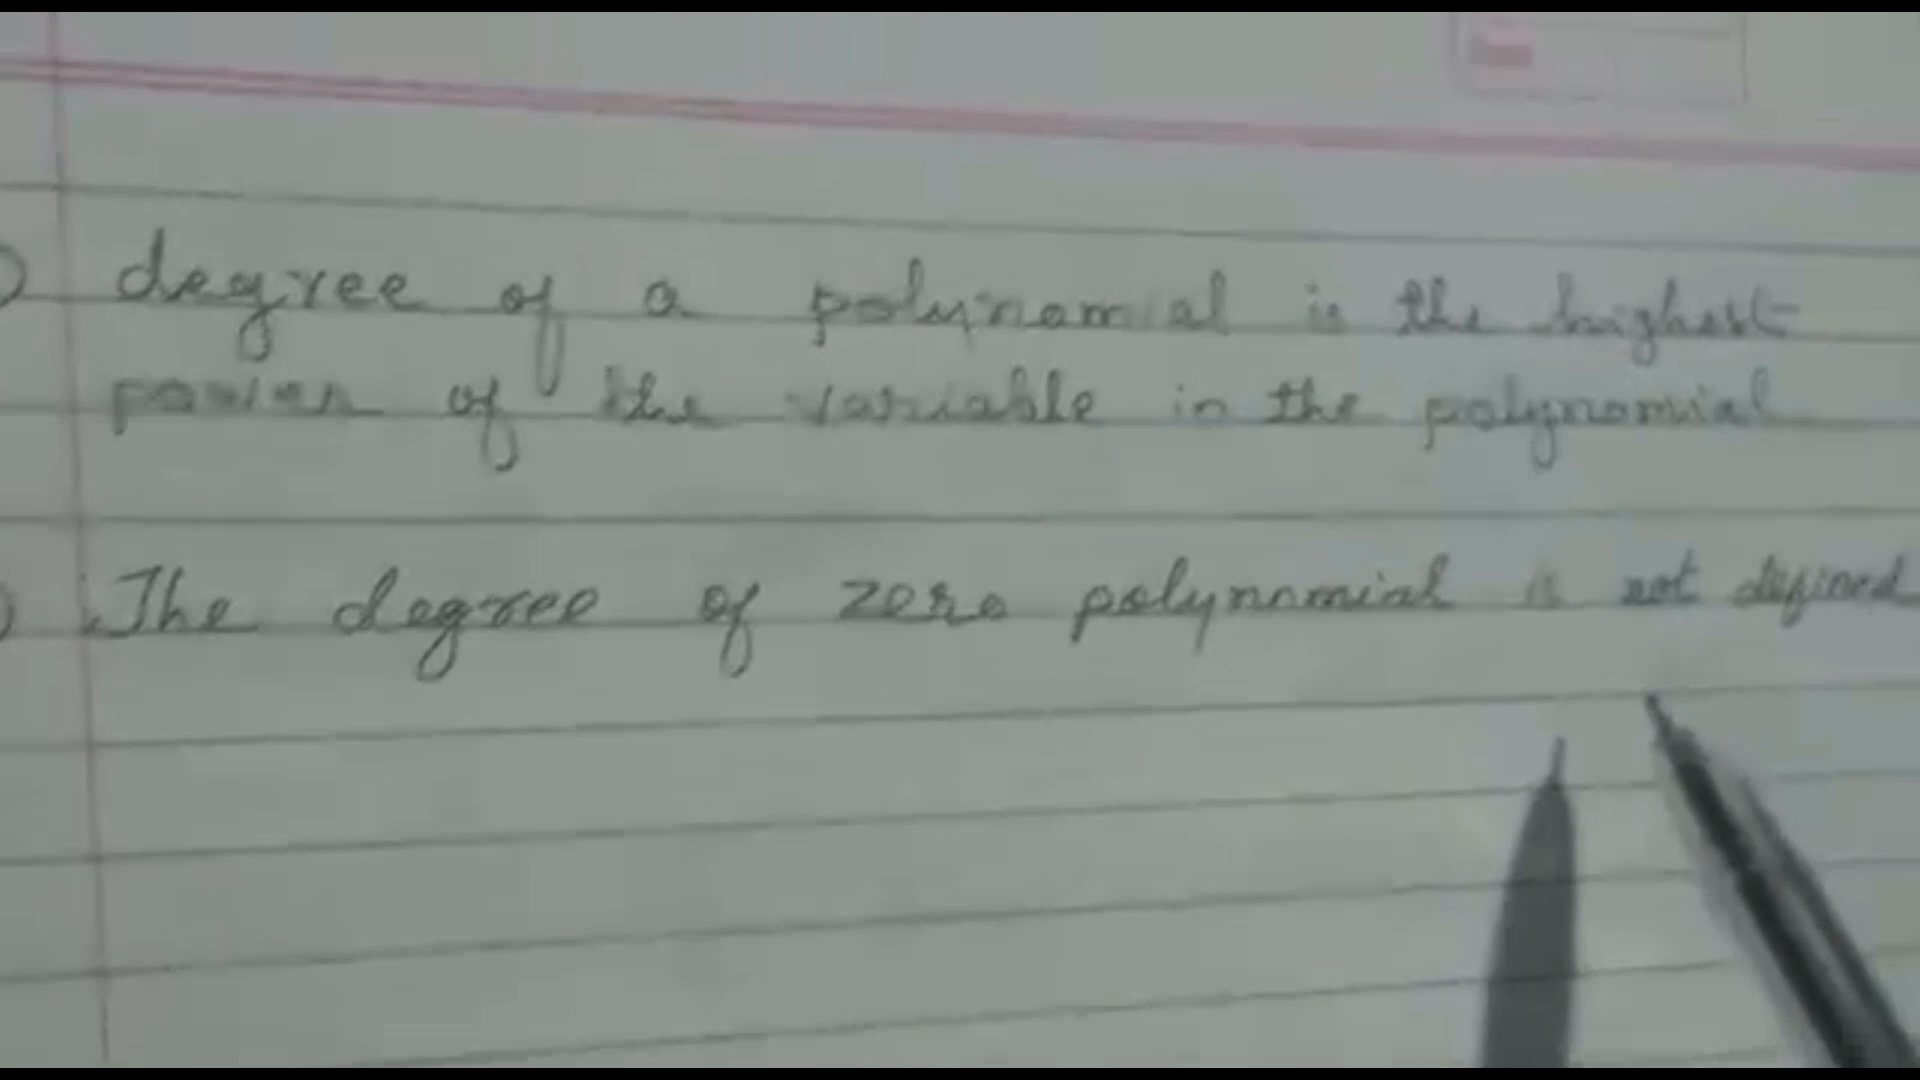 degree of a polynomial is the highest
power of the variable in the polynomial
The degree of zero polynomial is not defined